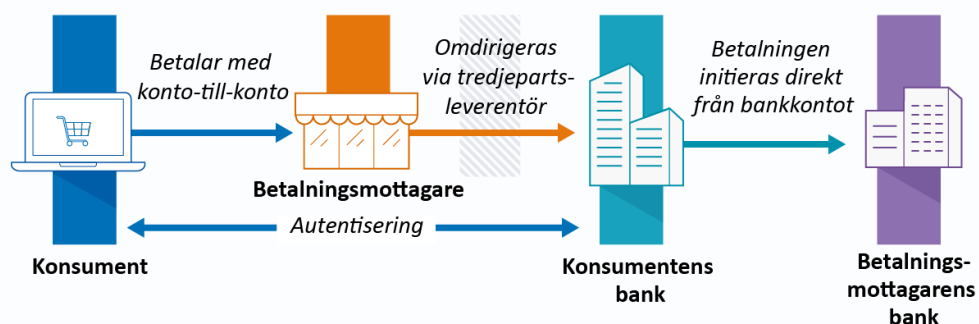 Betalar med
konto-till-konto
Omdirigeras
via tredjeparts-
leverentör
Betalningen
initieras direkt
från bankkontot
Betalningsmottagare
Autentisering
Konsument
Konsumentens
bank
Betalnings-
mottagarens
bank